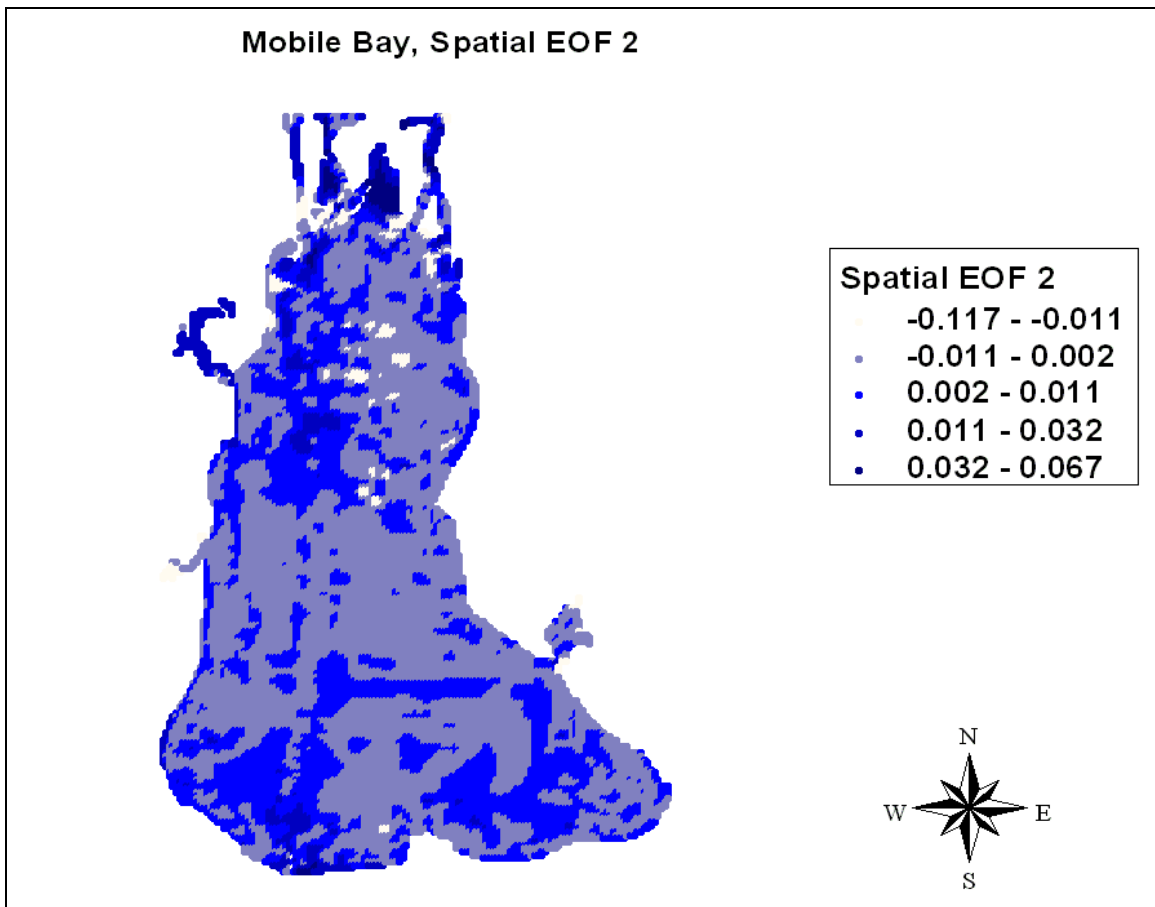 Mobile Bay, Spatial EOF 2
Spatial EOF 2
-0.117 - -0.011
-0.011 - 0.002
0.002 - 0.011
0.011 - 0.032
0.032 - 0.067
N
W E
S